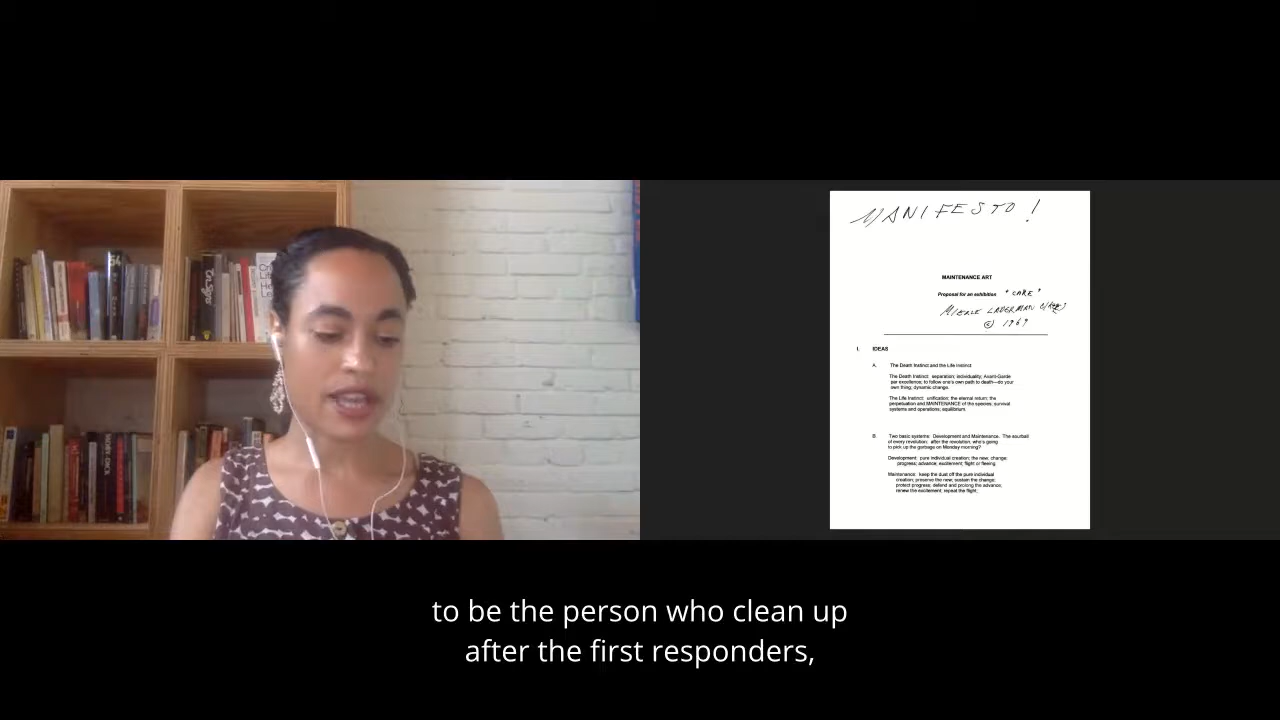 MANIFESTO!
MAINTENANCE ART
Proposal for an exhibition "CARE"
MIERLE LADERMAN UKELES
© 1969
I. IDEAS
A. The Death Instinct and the Life Instinct:
The Death Instinct: separation; individuality; Avant-Garde
par excellence; to follow one's own path to death—do your
own thing; dynamic change.
The Life Instinct: unification; the eternal return; the
perpetuation and MAINTENANCE of the species; survival
systems and operations; equilibrium.
B. Two basic systems: Development and Maintenance. The sourball
of every revolution: after the revolution, who's going
to pick up the garbage on Monday morning?
Development: pure individual creation; the new; change;
progress; advance; excitement; flight or fleeing.
Maintenance: keep the dust off the pure individual
creation; preserve the new; sustain the change;
protect progress; defend and prolong the advance;
renew the excitement; repeat the flight;
MOBY-DICK
to be the person who clean up
after the first responders,